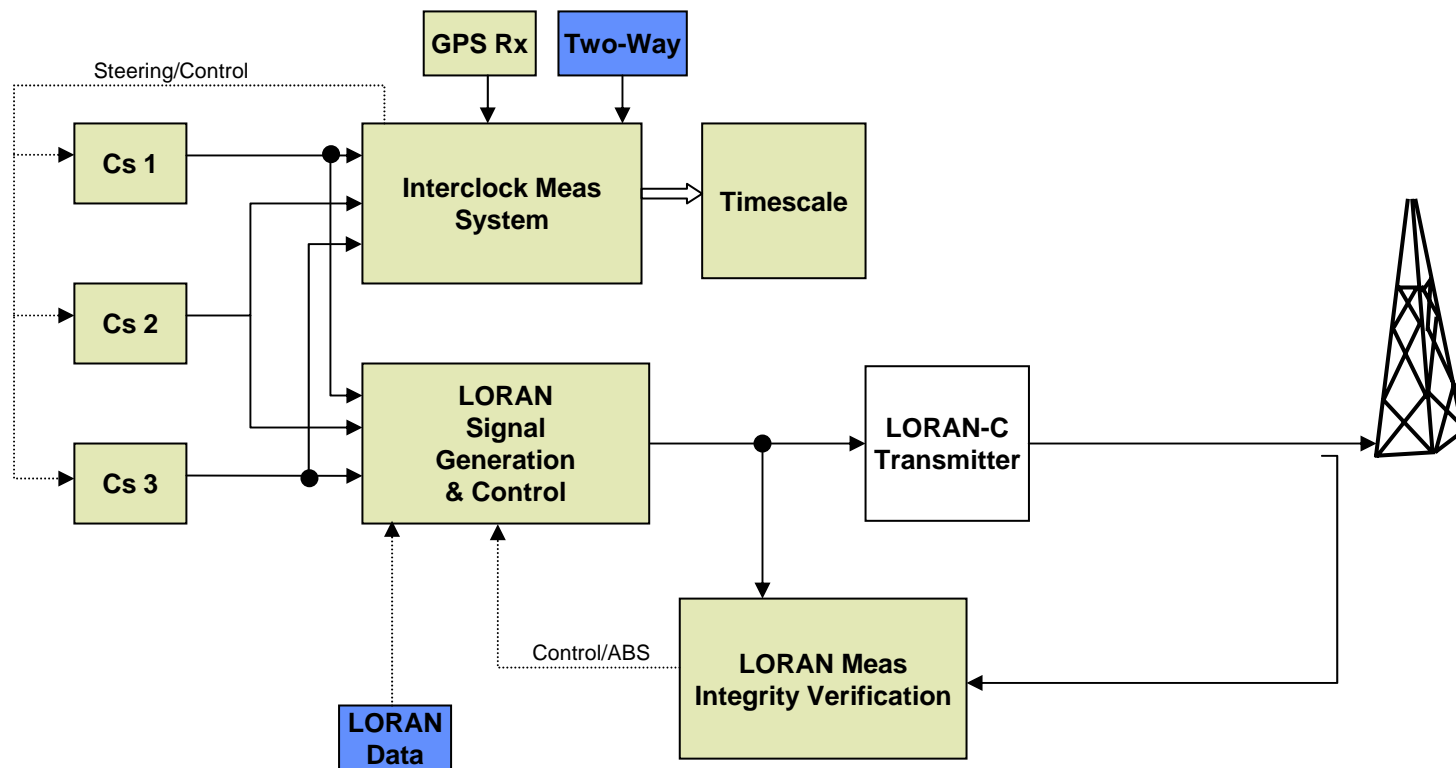 GPS Rx
Two-Way
Steering/Control
Cs 1
Interclock Meas
System
Timescale
Cs 2
LORAN
Signal
Generation
& Control
LORAN-C
Transmitter
Cs 3
Control/ABS
LORAN Meas
Integrity Verification
LORAN
Data